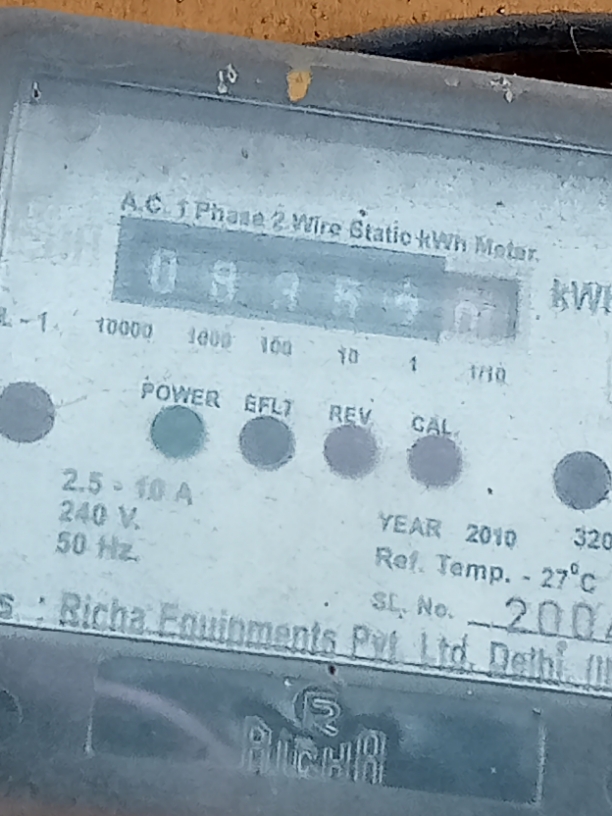 A.C. 1 Phase 2 Wire Static kWh Meter.
kWh
10000 1000 100 10 1 1/10
POWER EFLT REV. CAL.
2.5 - 10 A
240 V.
50 Hz.
YEAR 2010 320
Ref. Temp. - 27°C
SL. No. 200
Richa Equipments Pvt. Ltd. Delhi.
R
RICHA